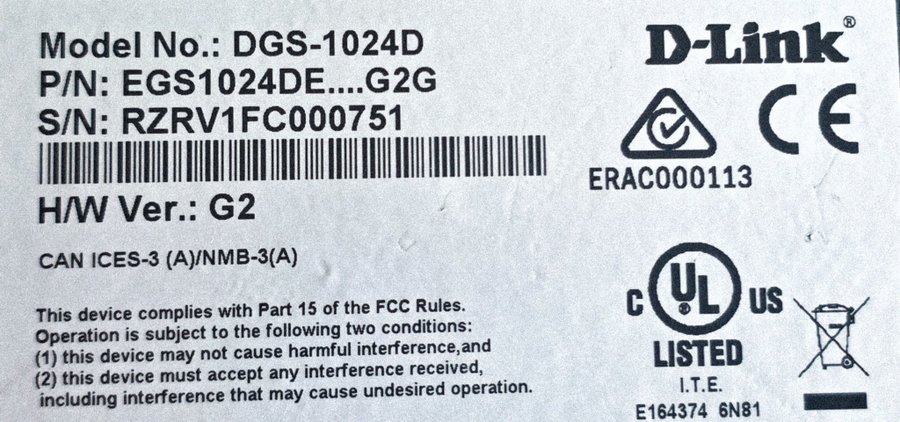 Model No.: DGS-1024D
P/N: EGS1024DE....G2G
S/N: RZRV1FC000751
H/W Ver.: G2
CAN ICES-3 (A)/NMB-3(A)
This device complies with Part 15 of the FCC Rules.
Operation is subject to the following two conditions:
(1) this device may not cause harmful interference,and
(2) this device must accept any interference received,
including interference that may cause undesired operation.
D-Link®
CE
ERAC000113
C UL® US
LISTED
I.T.E.
E164374 6N81